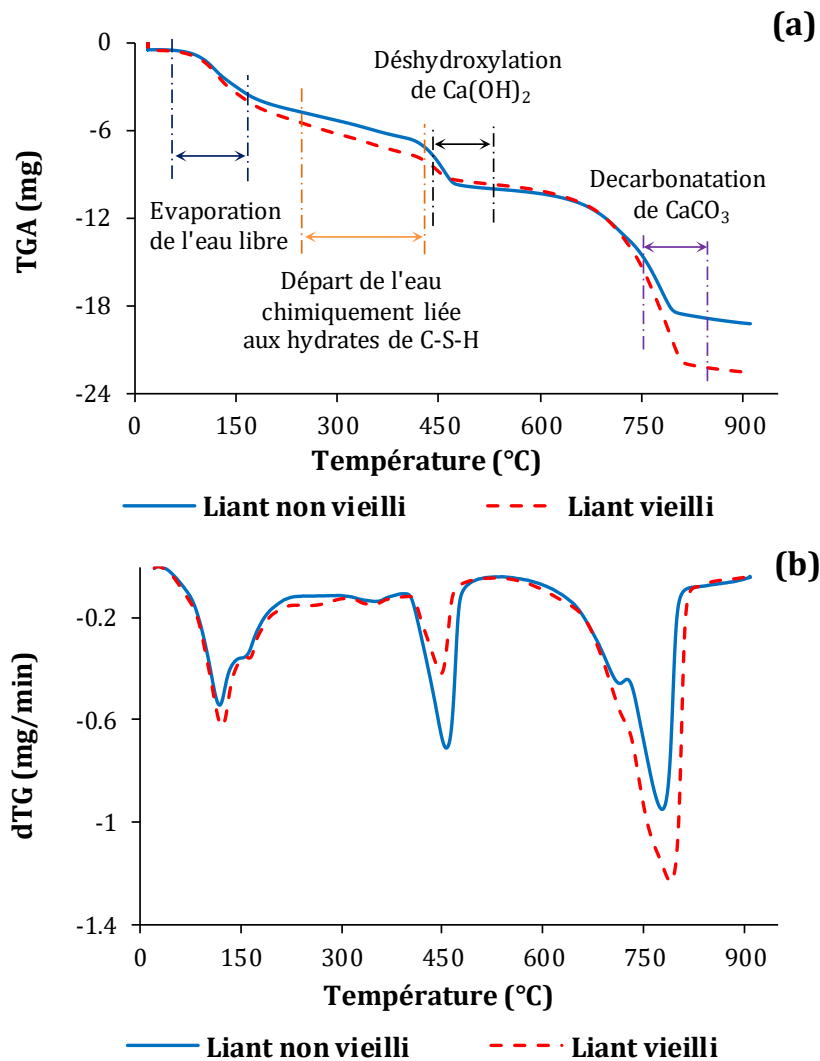 (a)
0
-6
-12
-18
-24
TGA (mg)
Déshydroxylation
de Ca(OH)2
Evaporation
de l'eau libre
Decarbonatation
de CaCO3
Départ de l'eau
chimiquement liée
aux hydrates de C-S-H
0 150 300 450 600 750 900
Température (°C)
Liant non vieilli Liant vieilli
(b)
-0.2
-0.6
-1
-1.4
dTG (mg/min)
0 150 300 450 600 750 900
Température (°C)
Liant non vieilli Liant vieilli